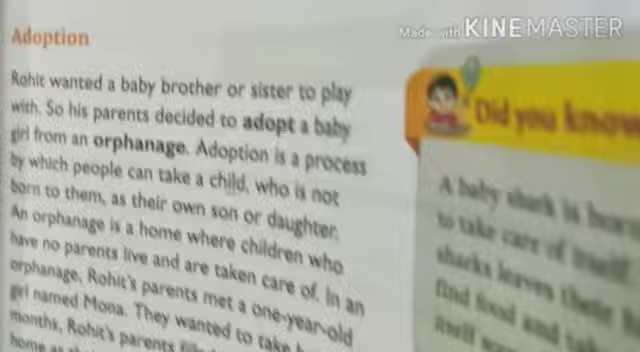 Made with KINEMASTER
Adoption
Rohit wanted a baby brother or sister to play
with. So his parents decided to adopt a baby
girl from an orphanage. Adoption is a process
by which people can take a child, who is not
born to them, as their own son or daughter.
An orphanage is a home where children who
have no parents live and are taken care of. In an
orphanage, Rohit's parents met a one-year-old
girl named Mona. They wanted to take
months, Rohit's parents
home as
Did you know
A baby shark is born
to take care of itself.
sharks leaves their
find food and
itself